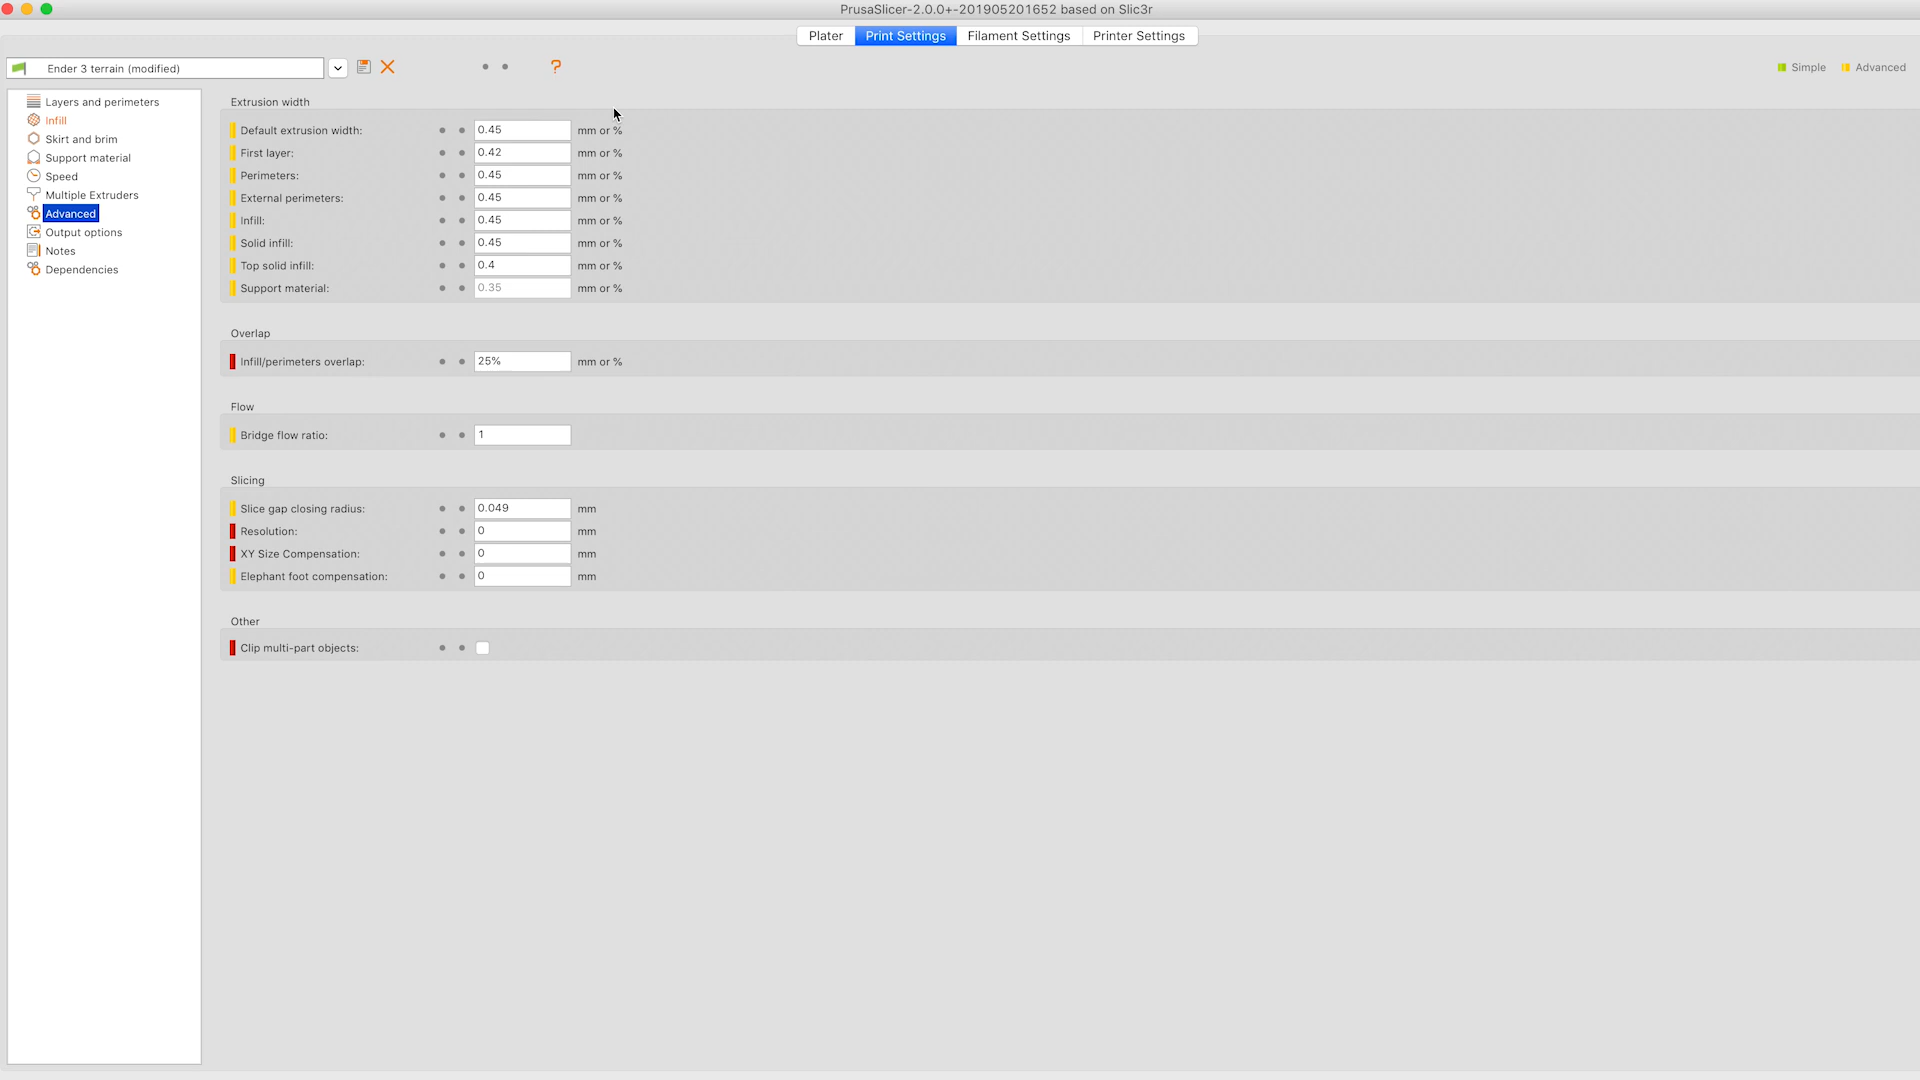 PrusaSlicer-2.0.0+-201905201652 based on Slic3r
Plater Print Settings Filament Settings Printer Settings
Ender 3 terrain (modified) ? Simple Advanced
Layers and perimeters
Infill
Skirt and brim
Support material
Speed
Multiple Extruders
Advanced
Output options
Notes
Dependencies
Extrusion width
Default extrusion width: 0.45 mm or %
First layer: 0.42 mm or %
Perimeters: 0.45 mm or %
External perimeters: 0.45 mm or %
Infill: 0.45 mm or %
Solid infill: 0.45 mm or %
Top solid infill: 0.4 mm or %
Support material: 0.35 mm or %
Overlap
Infill/perimeters overlap: 25% mm or %
Flow
Bridge flow ratio: 1
Slicing
Slice gap closing radius: 0.049 mm
Resolution: 0 mm
XY Size Compensation: 0 mm
Elephant foot compensation: 0 mm
Other
Clip multi-part objects: